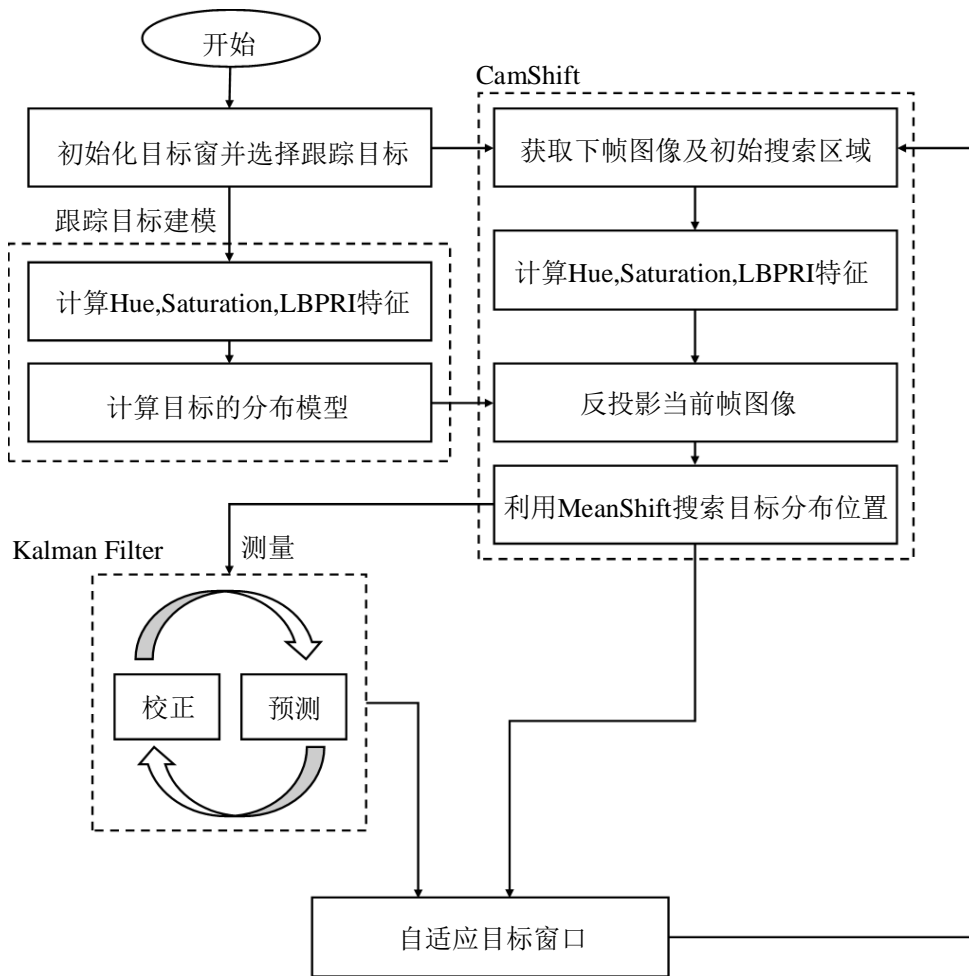 开始
CamShift
初始化目标窗并选择跟踪目标
获取下帧图像及初始搜索区域
跟踪目标建模
计算Hue,Saturation,LBPRI特征
计算Hue,Saturation,LBPRI特征
计算目标的分布模型
反投影当前帧图像
利用MeanShift搜索目标分布位置
Kalman Filter
测量
校正
预测
自适应目标窗口